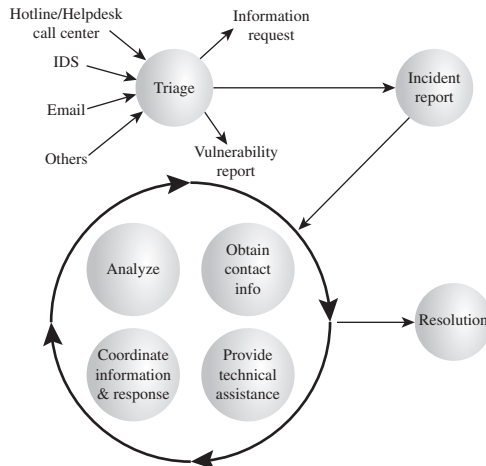 Hotline/Helpdesk
call center
Information
request
IDS
Triage
Incident
report
Email
Others
Vulnerability
report
Analyze
Obtain
contact
info
Resolution
Coordinate
information
& response
Provide
technical
assistance